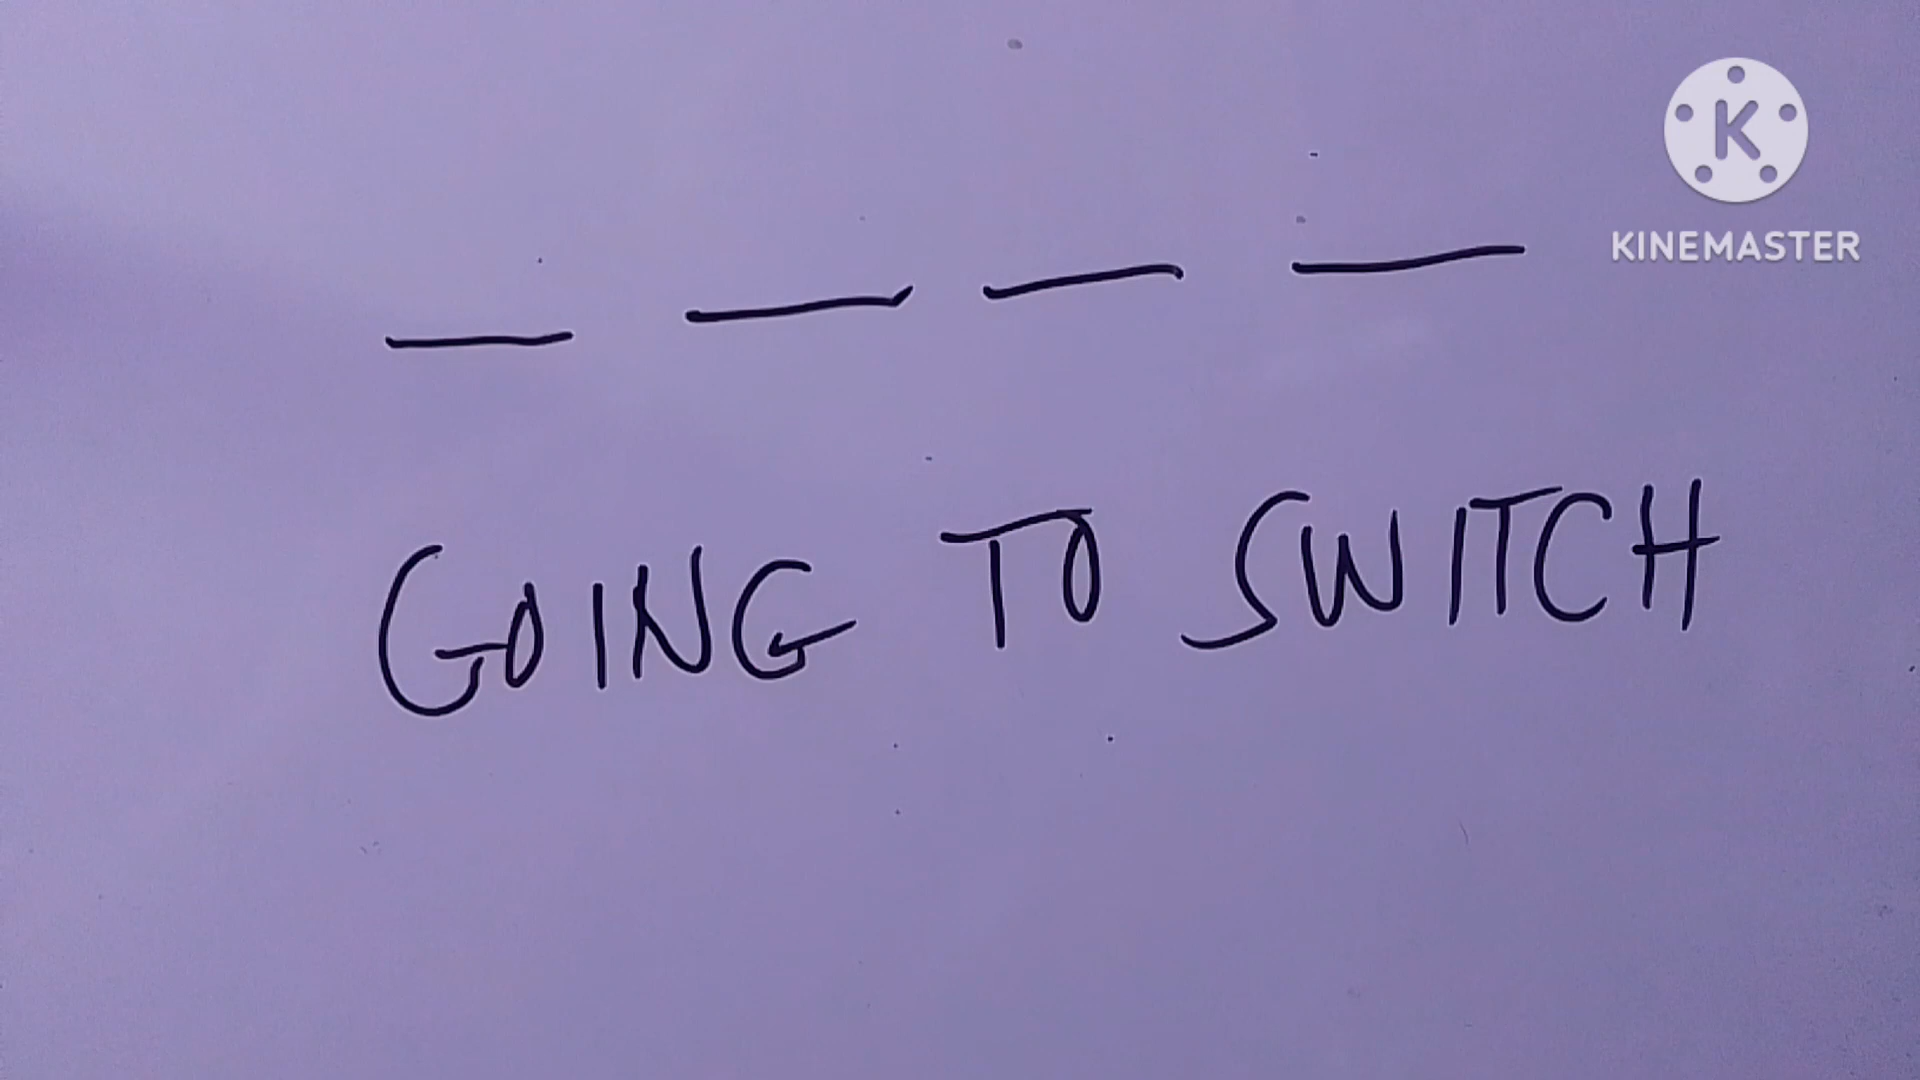 K
KINEMASTER
— — — —
GOING TO SWITCH